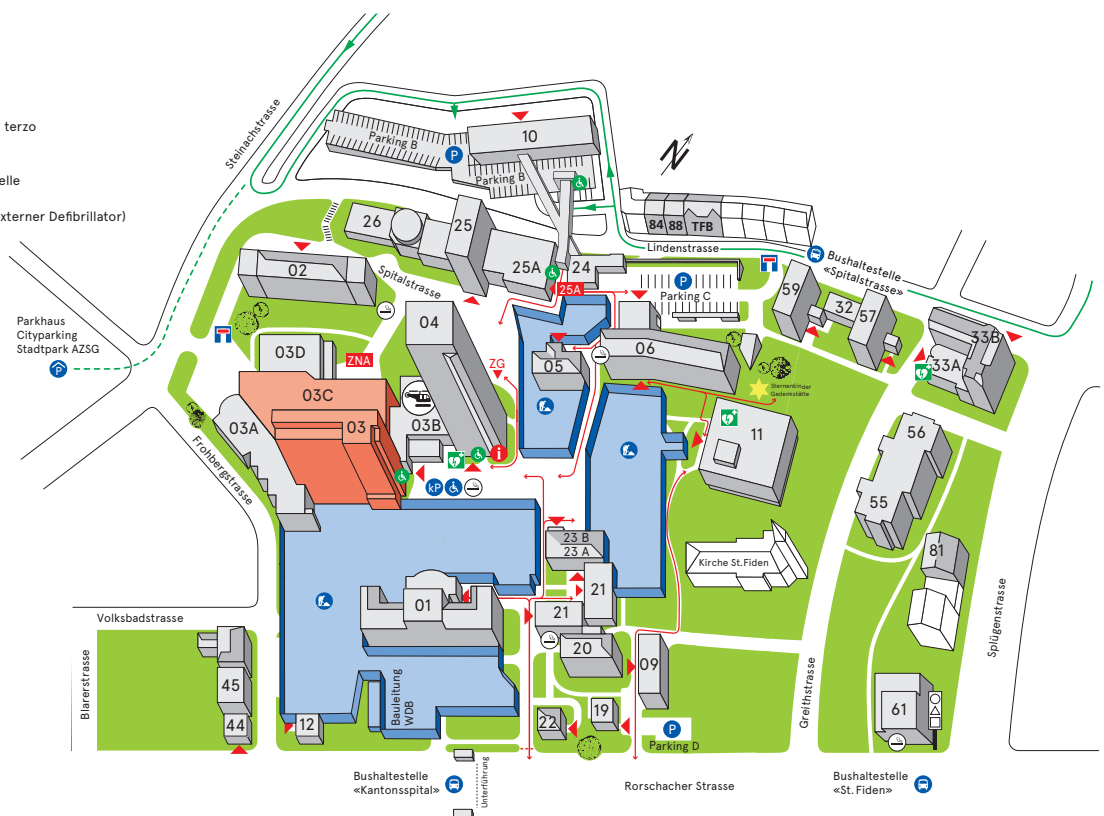 terzo
elle
xterner Defibrillator)
Steinachstrasse
Parking B
P
10
Parking B
N
84 88 TFB
Lindenstrasse
Bushaltestelle
«Spitalstrasse»
26
25
25A
24
25A
P
Parking C
02
Spitalstrasse
59
32
57
33B
33A
Parkhaus
Cityparking
Stadtpark AZSG
P
04
03D
ZNA
ZG
05
06
Sternenkinder
Gedenkstätte
03C
03
03A
03B
i
kP
11
56
55
Frohbergstrasse
23 B
23 A
Kirche St.Fiden
81
01
21
21
20
09
Volksbadstrasse
Blarerstrasse
45
44
12
Bauleitung
WDB
22
19
P
Parking D
Greithstrasse
61
Splügenstrasse
Bushaltestelle
«Kantonsspital»
Unterführung
Rorschacher Strasse
Bushaltestelle
«St. Fiden»